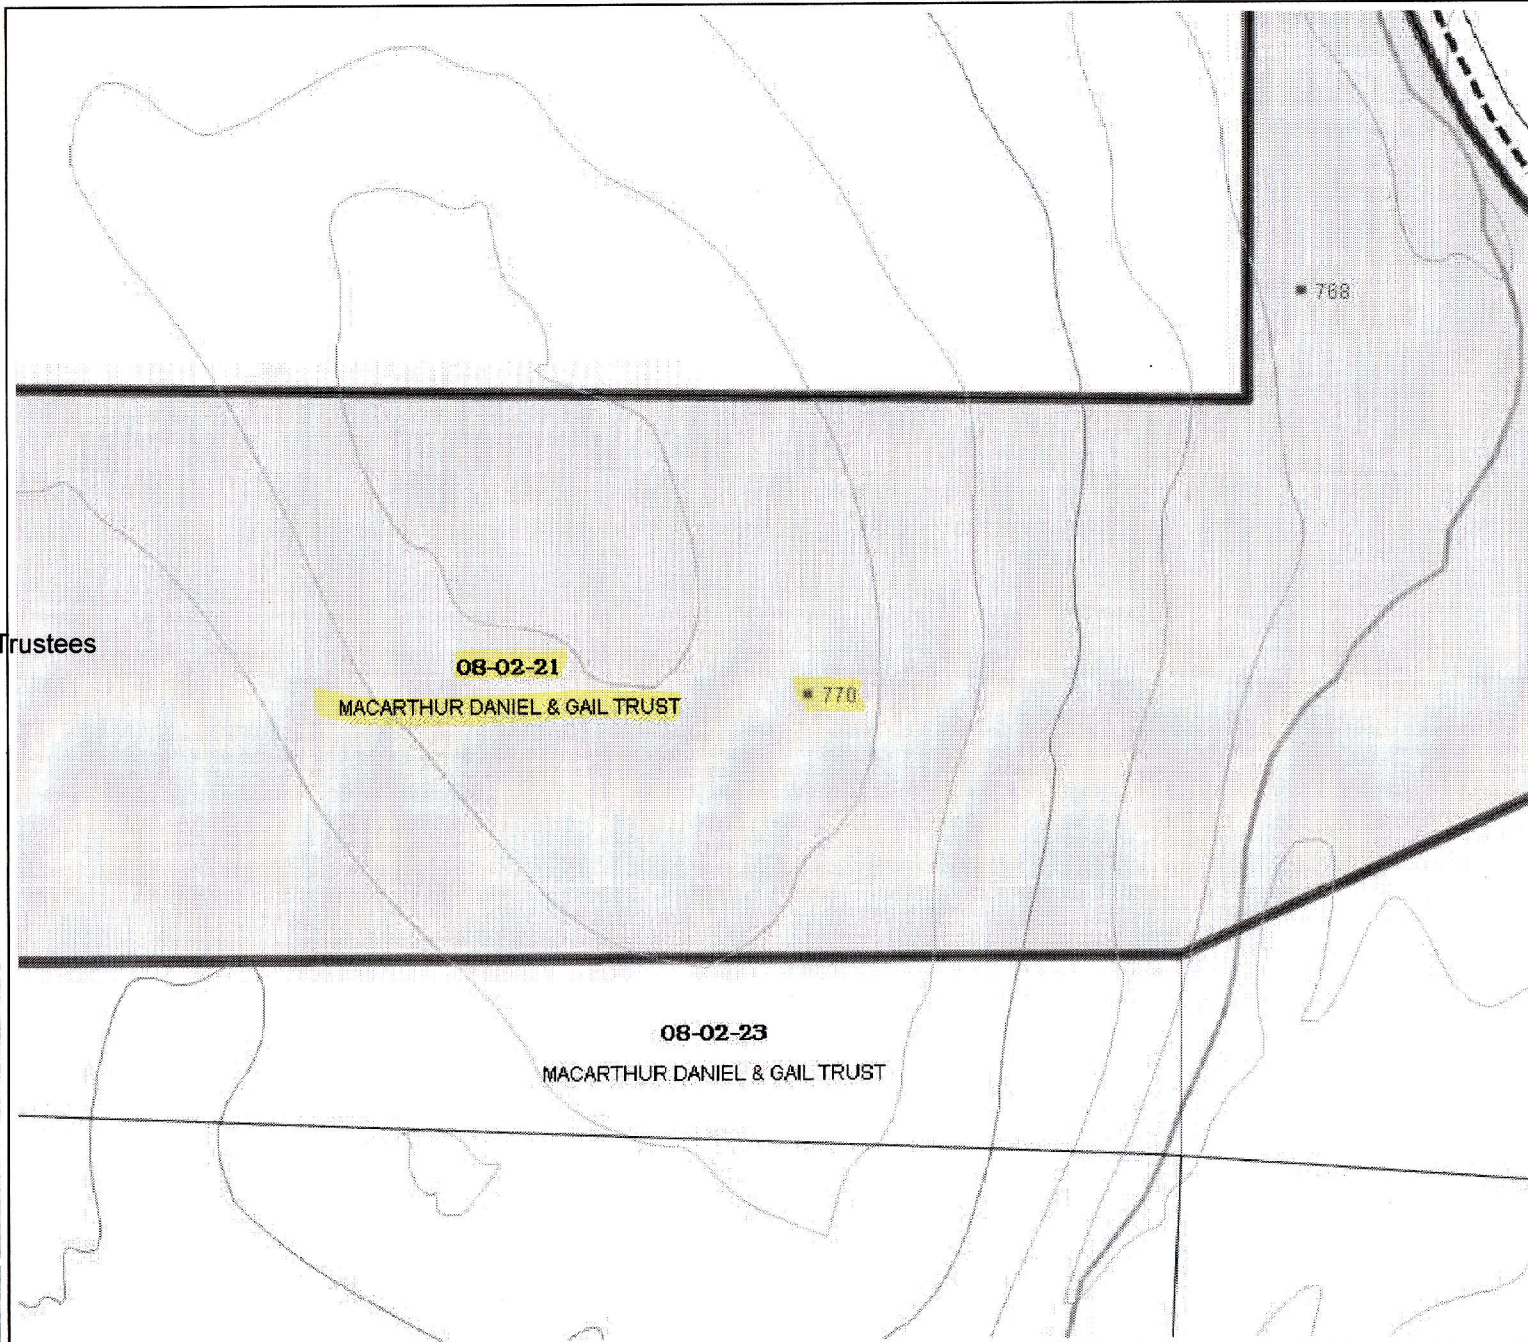 768
Trustees
08-02-21
MACARTHUR DANIEL & GAIL TRUST
770
08-02-23
MACARTHUR DANIEL & GAIL TRUST